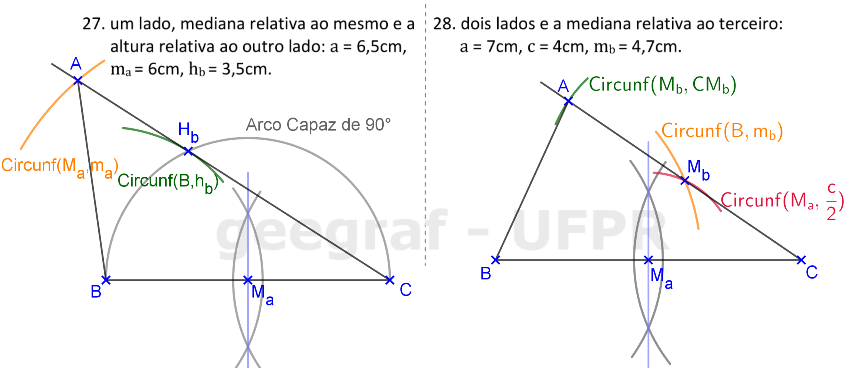 27. um lado, mediana relativa ao mesmo e a
altura relativa ao outro lado: a = 6,5cm,
mₐ = 6cm, h_b = 3,5cm.
A
H_b
Arco Capaz de 90°
Circunf(Mₐ,mₐ)
Circunf(B,h_b)
B
Mₐ
C
28. dois lados e a mediana relativa ao terceiro:
a = 7cm, c = 4cm, m_b = 4,7cm.
A
Circunf(M_b, CM_b)
Circunf(B, m_b)
M_b
Circunf(Mₐ, c/2)
B
Mₐ
C
geegraf - UFPR